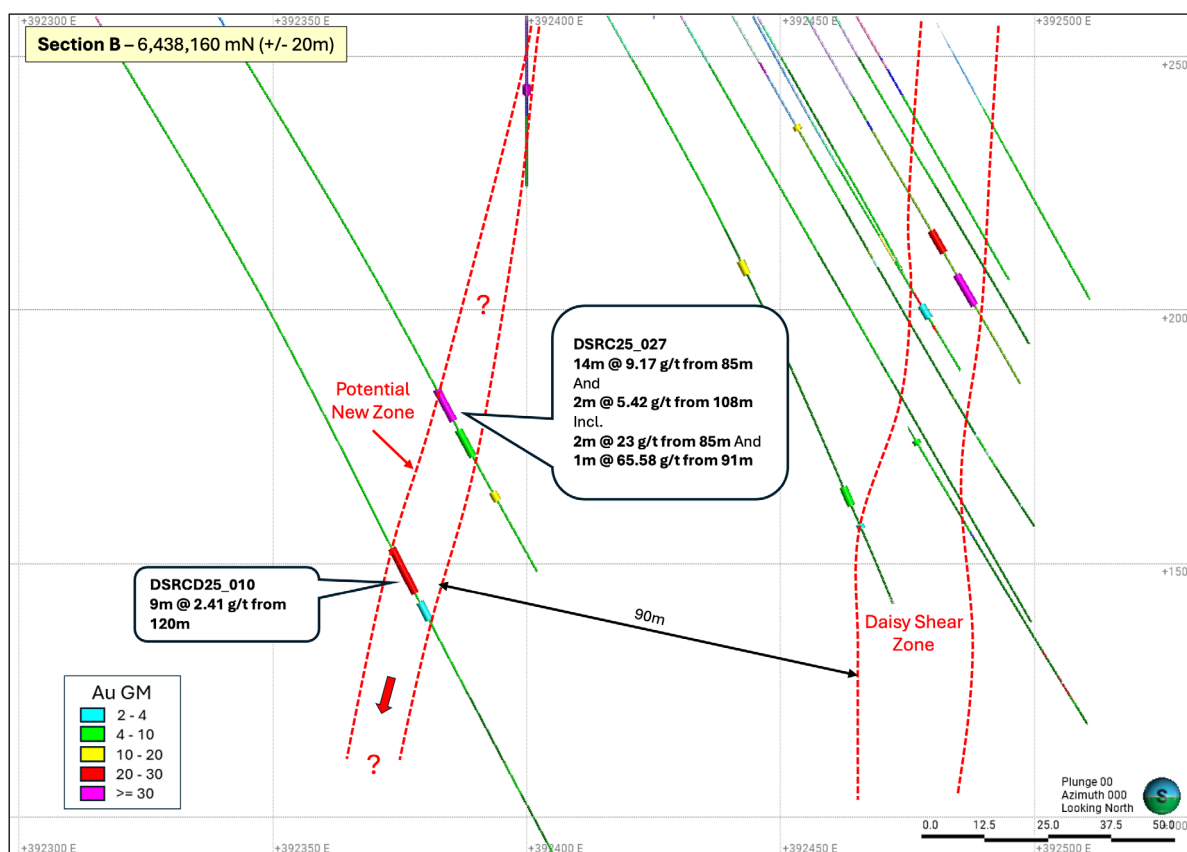 +392300 E
+392350 E
+392400 E
+392450 E
+392500 E
Section B – 6,438,160 mN (+/- 20m)
+250
+200
?
DSRC25_027
14m @ 9.17 g/t from 85m
And
2m @ 5.42 g/t from 108m
Incl.
2m @ 23 g/t from 85m And
1m @ 65.58 g/t from 91m
Potential
New Zone
+150
DSRCD25_010
9m @ 2.41 g/t from
120m
90m
Daisy Shear
Zone
Au GM
2 - 4
4 - 10
10 - 20
20 - 30
>= 30
?
Plunge 00
Azimuth 000
Looking North
S
0.0 12.5 25.0 37.5 50.0
+392300 E
+392350 E
+392400 E
+392450 E
+392500 E